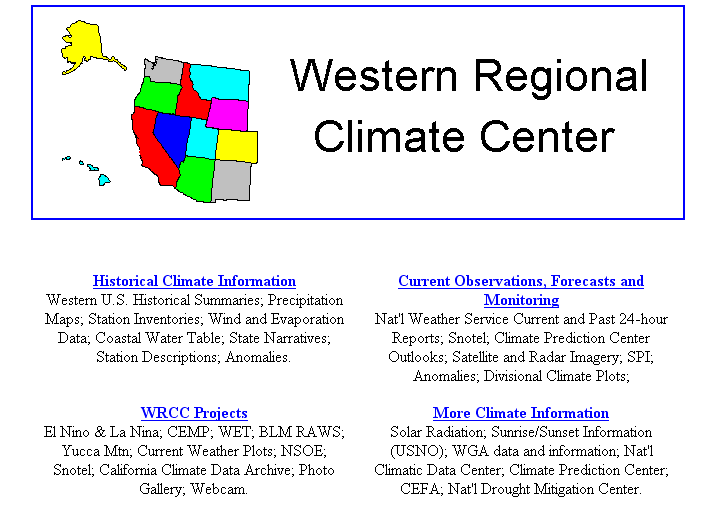 Western Regional
Climate Center
Historical Climate Information
Western U.S. Historical Summaries; Precipitation
Maps; Station Inventories; Wind and Evaporation
Data; Coastal Water Table; State Narratives;
Station Descriptions; Anomalies.
Current Observations, Forecasts and
Monitoring
Nat'l Weather Service Current and Past 24-hour
Reports; Snotel; Climate Prediction Center
Outlooks; Satellite and Radar Imagery; SPI;
Anomalies; Divisional Climate Plots;
WRCC Projects
El Nino & La Nina; CEMP; WET; BLM RAWS;
Yucca Mtn; Current Weather Plots; NSOE;
Snotel; California Climate Data Archive; Photo
Gallery; Webcam.
More Climate Information
Solar Radiation; Sunrise/Sunset Information
(USNO); WGA data and information; Nat'l
Climatic Data Center; Climate Prediction Center;
CEFA; Nat'l Drought Mitigation Center.